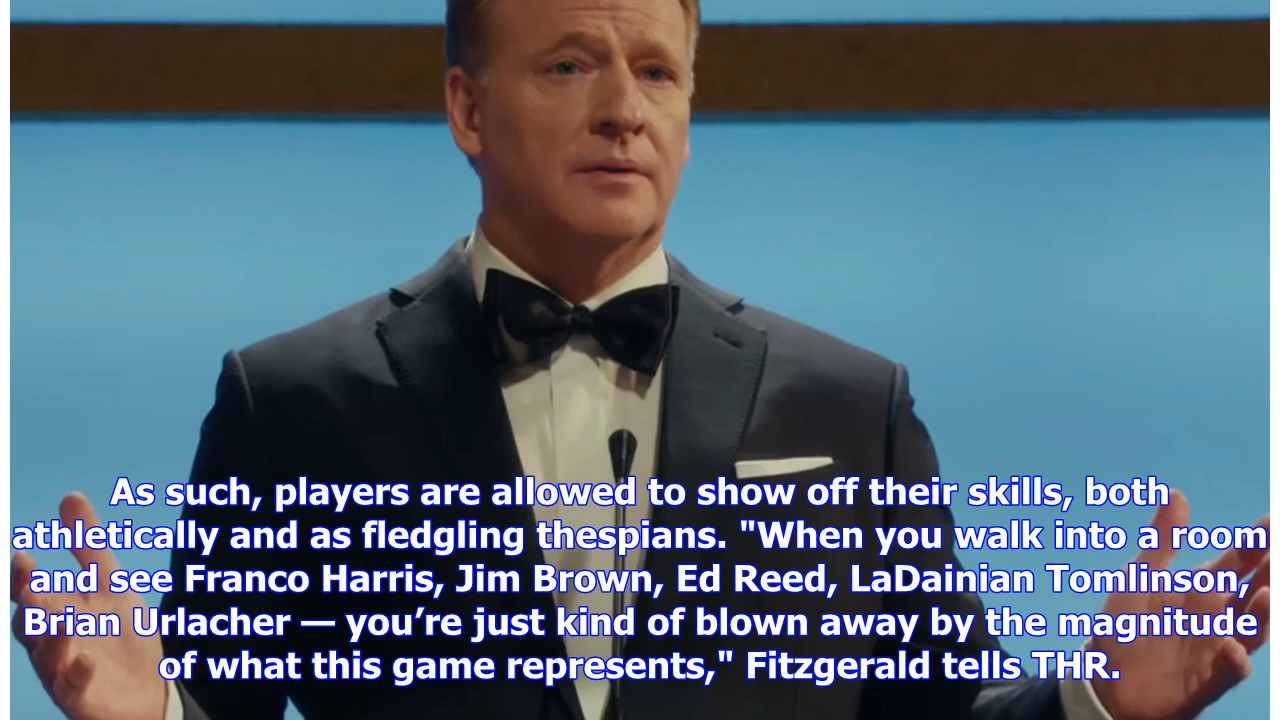 As such, players are allowed to show off their skills, both
athletically and as fledgling thespians. "When you walk into a room
and see Franco Harris, Jim Brown, Ed Reed, LaDainian Tomlinson,
Brian Urlacher — you’re just kind of blown away by the magnitude
of what this game represents," Fitzgerald tells THR.